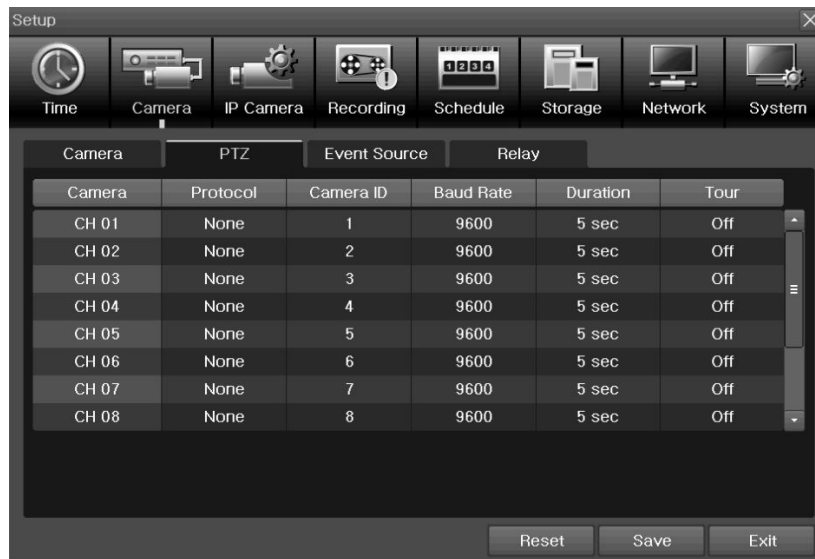 Setup
Time Camera IP Camera Recording Schedule Storage Network System
Camera PTZ Event Source Relay
Camera Protocol Camera ID Baud Rate Duration Tour
CH 01 None 1 9600 5 sec Off
CH 02 None 2 9600 5 sec Off
CH 03 None 3 9600 5 sec Off
CH 04 None 4 9600 5 sec Off
CH 05 None 5 9600 5 sec Off
CH 06 None 6 9600 5 sec Off
CH 07 None 7 9600 5 sec Off
CH 08 None 8 9600 5 sec Off
Reset Save Exit